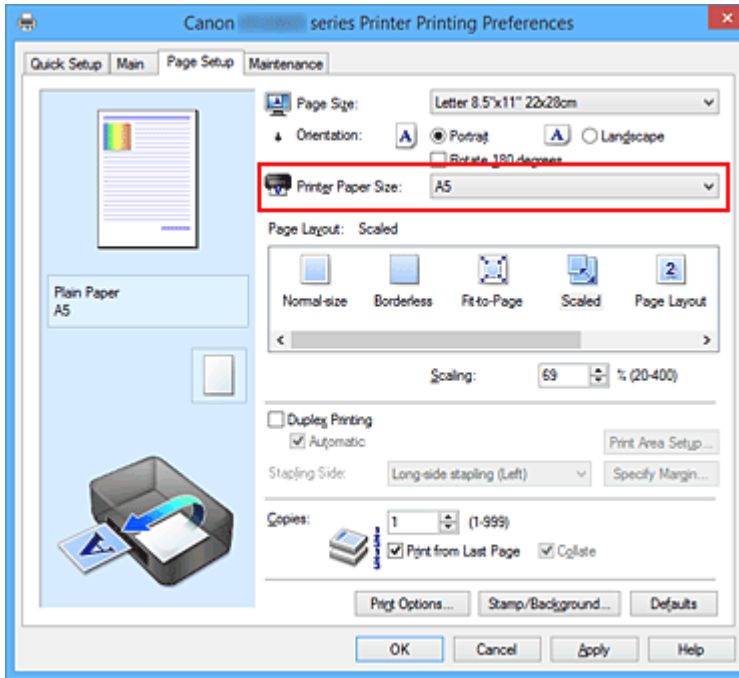 Canon series Printer Printing Preferences
Quick Setup Main Page Setup Maintenance
Page Size: Letter 8.5"x11" 22x28cm
Orientation: A Portrait A Landscape
Rotate 180 degrees
Printer Paper Size: A5
Page Layout: Scaled
Normal-size Borderless Fit-to-Page Scaled 2 Page Layout
Plain Paper
A5
Scaling: 69 % (20-400)
Duplex Printing
Automatic
Print Area Setup...
Stapling Side: Long-side stapling (Left) Specify Margin...
Copies: 1 (1-999)
Print from Last Page Collate
A
Print Options... Stamp/Background... Defaults
OK Cancel Apply Help